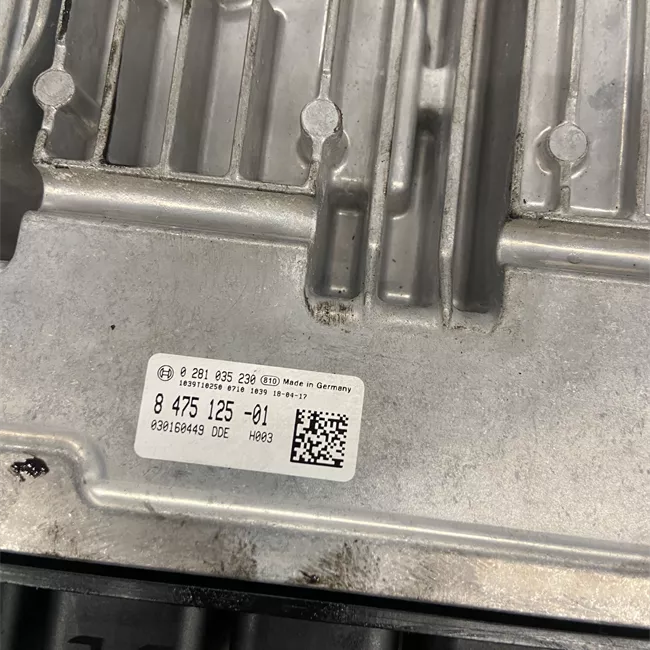 0 281 035 230 810 Made in Germany
1039T10250 0710 1039 18-04-17
8 475 125 -01
030160449 DDE H003